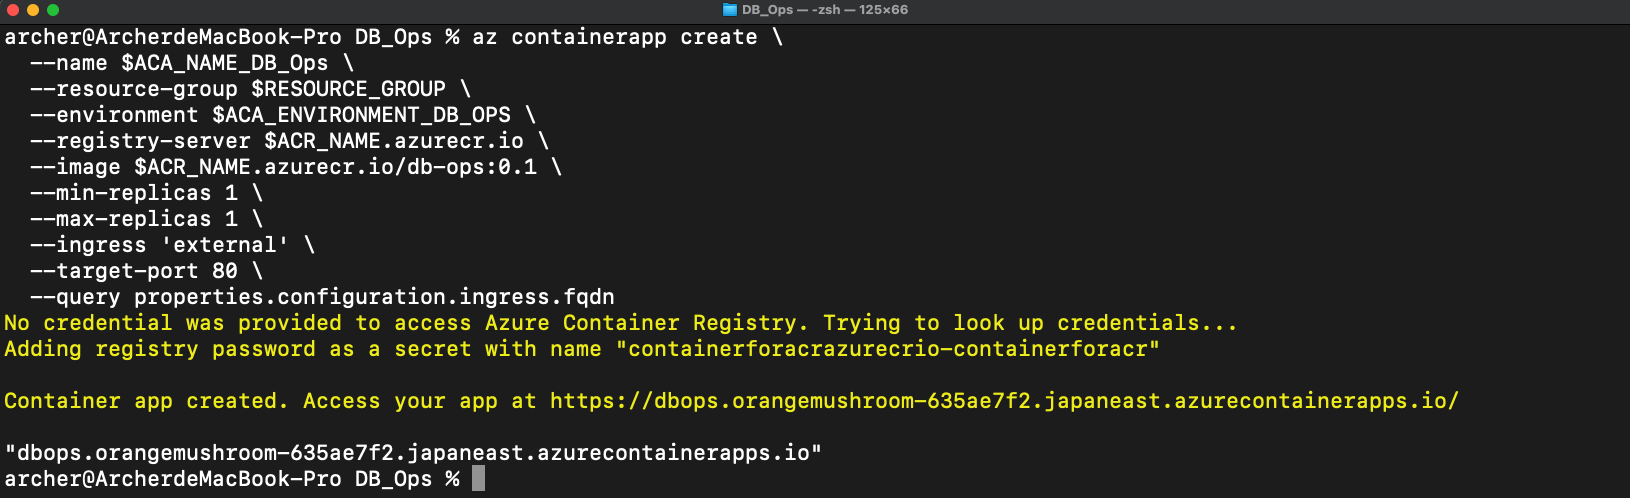 DB_Ops — -zsh — 125×66
archer@ArcherdeMacBook-Pro DB_Ops % az containerapp create \
  --name $ACA_NAME_DB_Ops \
  --resource-group $RESOURCE_GROUP \
  --environment $ACA_ENVIRONMENT_DB_OPS \
  --registry-server $ACR_NAME.azurecr.io \
  --image $ACR_NAME.azurecr.io/db-ops:0.1 \
  --min-replicas 1 \
  --max-replicas 1 \
  --ingress 'external' \
  --target-port 80 \
  --query properties.configuration.ingress.fqdn
No credential was provided to access Azure Container Registry. Trying to look up credentials...
Adding registry password as a secret with name "containerforacrazurecrio-containerforacr"
Container app created. Access your app at https://dbops.orangemushroom-635ae7f2.japaneast.azurecontainerapps.io/
"dbops.orangemushroom-635ae7f2.japaneast.azurecontainerapps.io"
archer@ArcherdeMacBook-Pro DB_Ops %